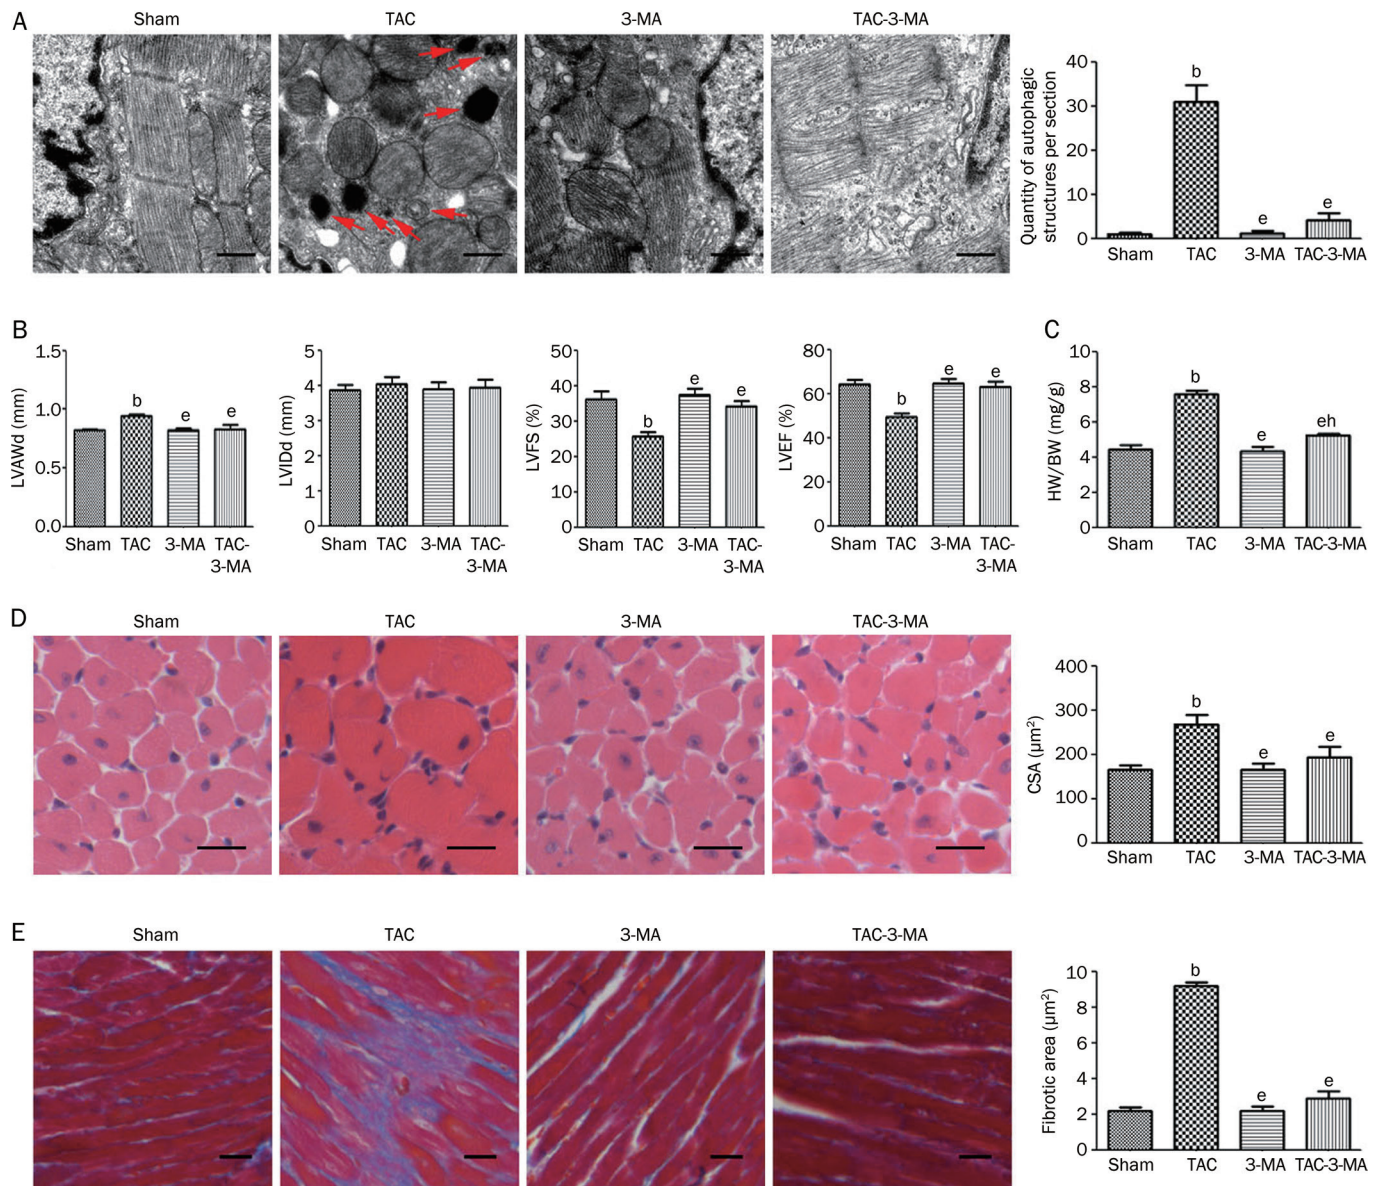 A
Sham
TAC
3-MA
TAC-3-MA
Quantity of autophagic
structures per section
40
30
20
10
0
b
e
e
Sham
TAC
3-MA
TAC-3-MA
B
LVAWd (mm)
1.5
1.0
0.5
0.0
b
e
e
Sham
TAC
3-MA
TAC-
3-MA
LVIDd (mm)
5
4
3
2
1
0
Sham
TAC
3-MA
TAC-
3-MA
LVFS (%)
50
40
30
20
10
0
b
e
e
Sham
TAC
3-MA
TAC-
3-MA
LVEF (%)
80
60
40
20
0
b
e
e
Sham
TAC
3-MA
TAC-
3-MA
C
HW/BW (mg/g)
10
8
6
4
2
0
b
e
eh
Sham
TAC
3-MA
TAC-3-MA
D
Sham
TAC
3-MA
TAC-3-MA
CSA (µm²)
400
300
200
100
0
b
e
e
Sham
TAC
3-MA
TAC-3-MA
E
Sham
TAC
3-MA
TAC-3-MA
Fibrotic area (µm²)
10
8
6
4
2
0
b
e
e
Sham
TAC
3-MA
TAC-3-MA